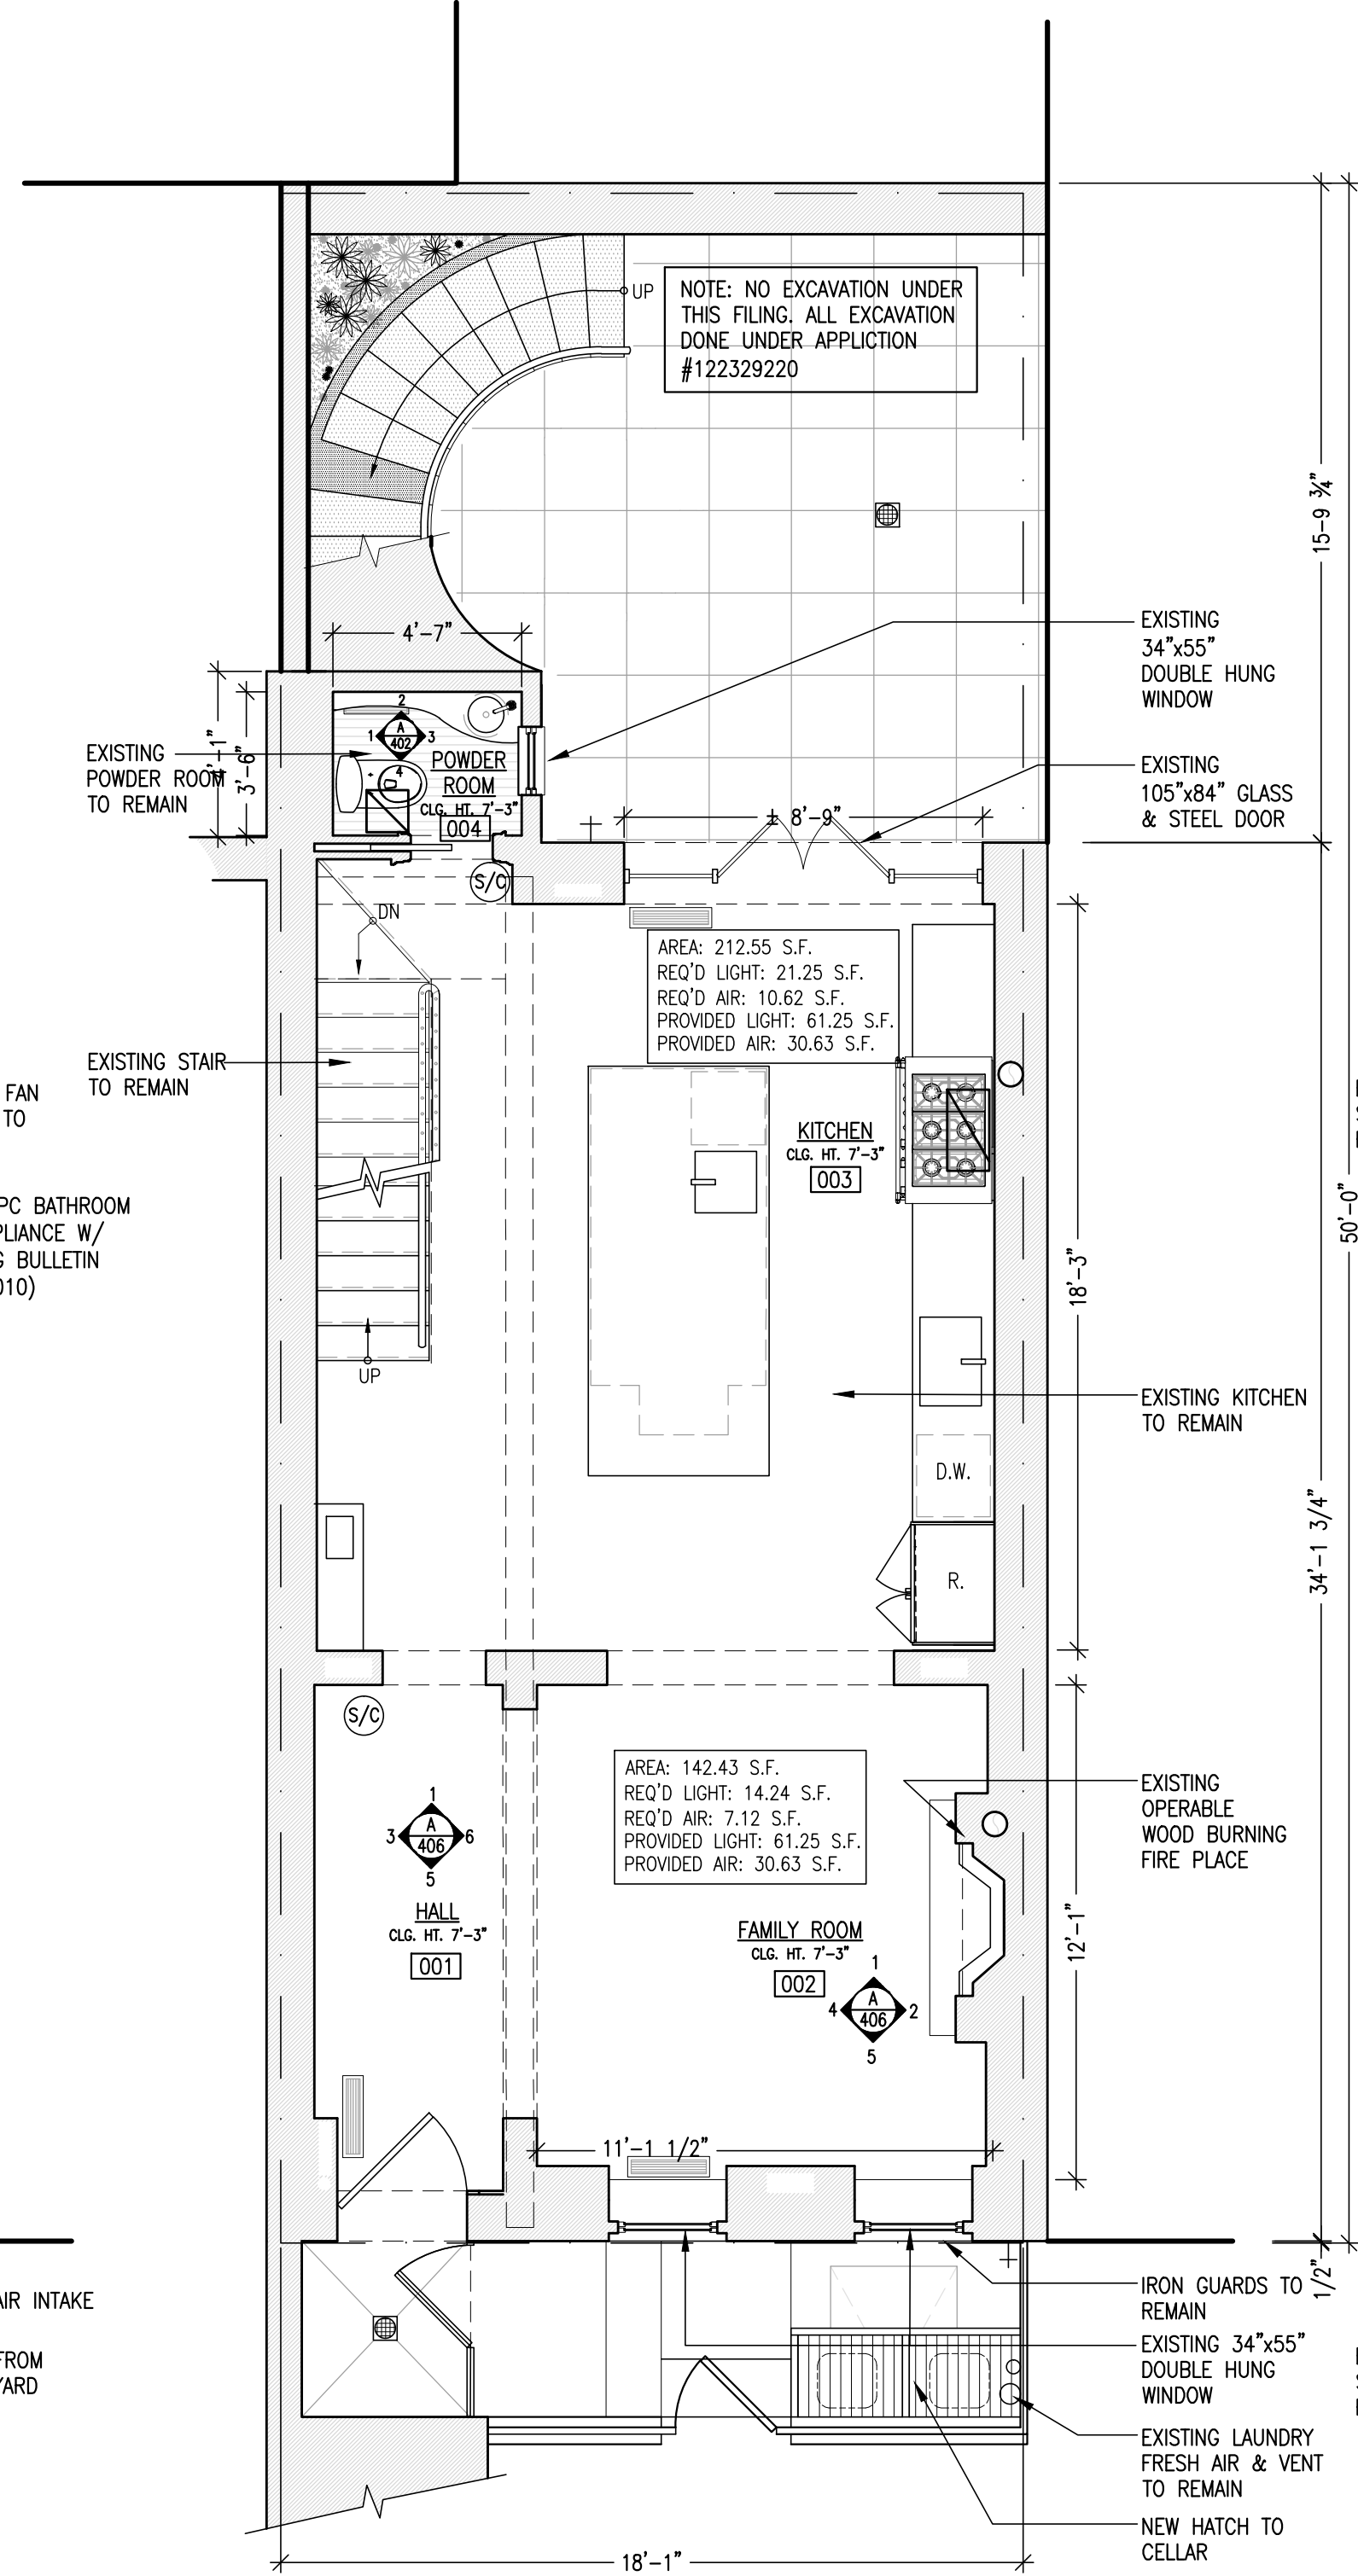 UP
NOTE: NO EXCAVATION UNDER
THIS FILING. ALL EXCAVATION
DONE UNDER APPLICTION
#122329220
15-9 ¾"
4'-7"
EXISTING
34"x55"
DOUBLE HUNG
WINDOW
4'-1"
3'-6"
EXISTING
POWDER ROOM
TO REMAIN
2
1
A
402
3
4
POWDER
ROOM
CLG. HT. 7'-3"
004
EXISTING
105"x84" GLASS
& STEEL DOOR
± 8'-9"
S/C
DN
AREA: 212.55 S.F.
REQ'D LIGHT: 21.25 S.F.
REQ'D AIR: 10.62 S.F.
PROVIDED LIGHT: 61.25 S.F.
PROVIDED AIR: 30.63 S.F.
EXISTING STAIR
TO REMAIN
FAN
TO
KITCHEN
CLG. HT. 7'-3"
003
PC BATHROOM
PLIANCE W/
G BULLETIN
010)
50'-0"
18'-3"
UP
EXISTING KITCHEN
TO REMAIN
D.W.
R.
34'-1 3/4"
S/C
AREA: 142.43 S.F.
REQ'D LIGHT: 14.24 S.F.
REQ'D AIR: 7.12 S.F.
PROVIDED LIGHT: 61.25 S.F.
PROVIDED AIR: 30.63 S.F.
EXISTING
OPERABLE
WOOD BURNING
FIRE PLACE
1
3
A
406
6
5
HALL
CLG. HT. 7'-3"
001
FAMILY ROOM
CLG. HT. 7'-3"
002
1
4
A
406
2
5
12'-1"
11'-1 1/2"
AIR INTAKE
FROM
YARD
1/2"
IRON GUARDS TO
REMAIN
EXISTING 34"x55"
DOUBLE HUNG
WINDOW
EXISTING LAUNDRY
FRESH AIR & VENT
TO REMAIN
NEW HATCH TO
CELLAR
18'-1"